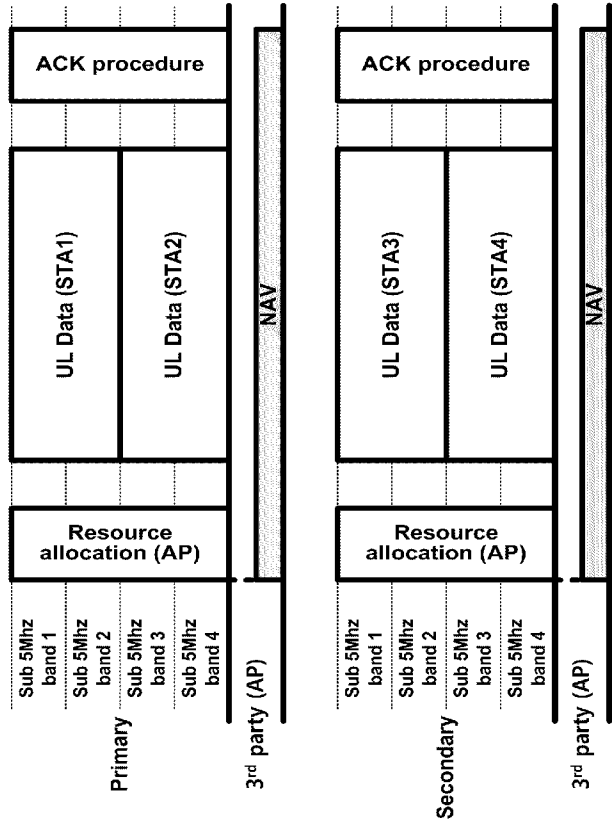 Primary
Sub 5Mhz
band 1
Sub 5Mhz
band 2
Sub 5Mhz
band 3
Sub 5Mhz
band 4
Resource
allocation (AP)
UL Data (STA1)
UL Data (STA2)
ACK procedure
3rd party (AP)
NAV
Secondary
Sub 5Mhz
band 1
Sub 5Mhz
band 2
Sub 5Mhz
band 3
Sub 5Mhz
band 4
Resource
allocation (AP)
UL Data (STA3)
UL Data (STA4)
ACK procedure
3rd party (AP)
NAV